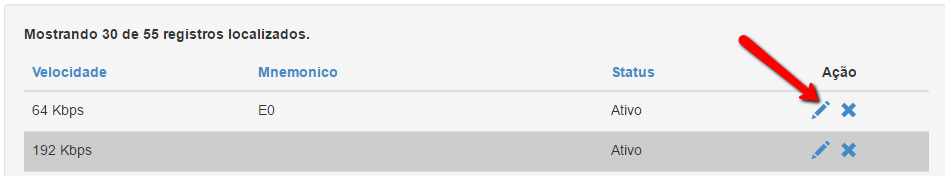 Mostrando 30 de 55 registros localizados.
Velocidade Mnemonico Status Ação
64 Kbps E0 Ativo
192 Kbps Ativo